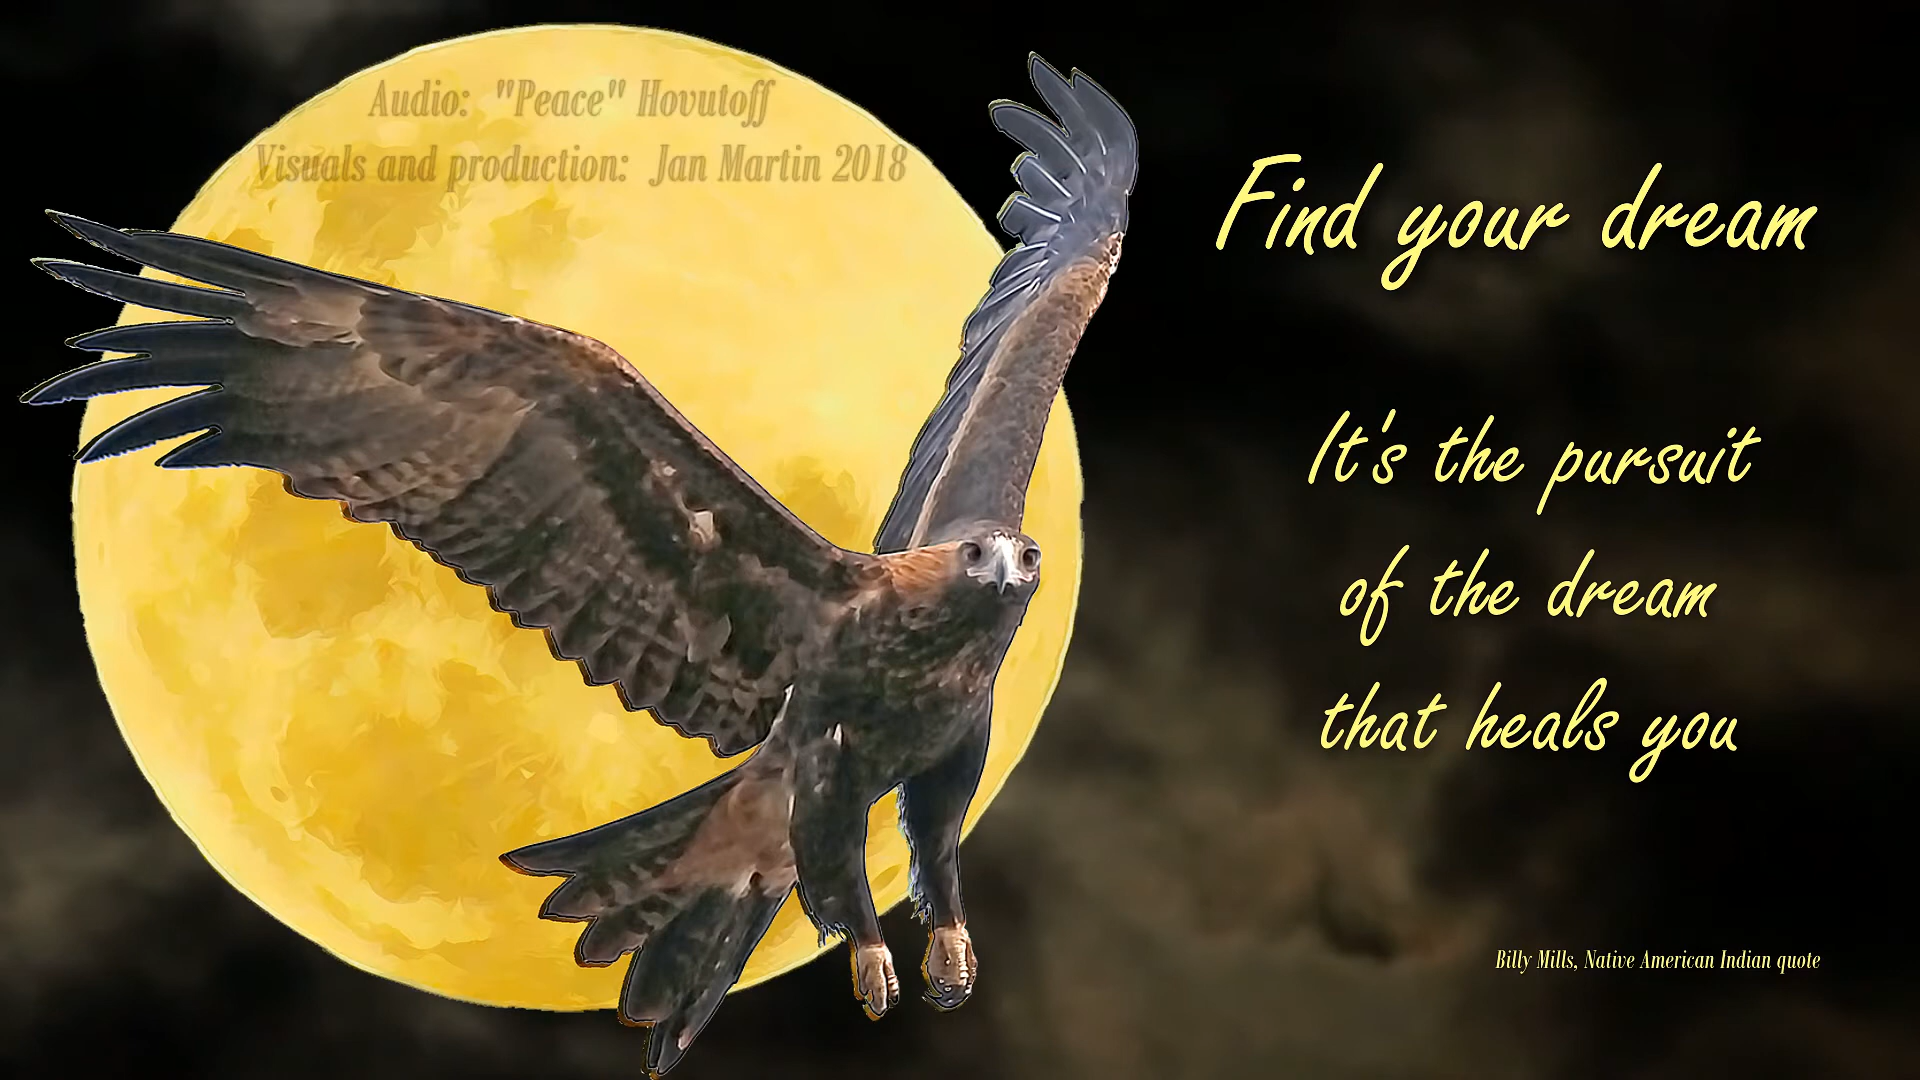 Audio:  "Peace" Hovutoff
Visuals and production:  Jan Martin 2018
Find your dream
It's the pursuit
of the dream
that heals you
Billy Mills, Native American Indian quote